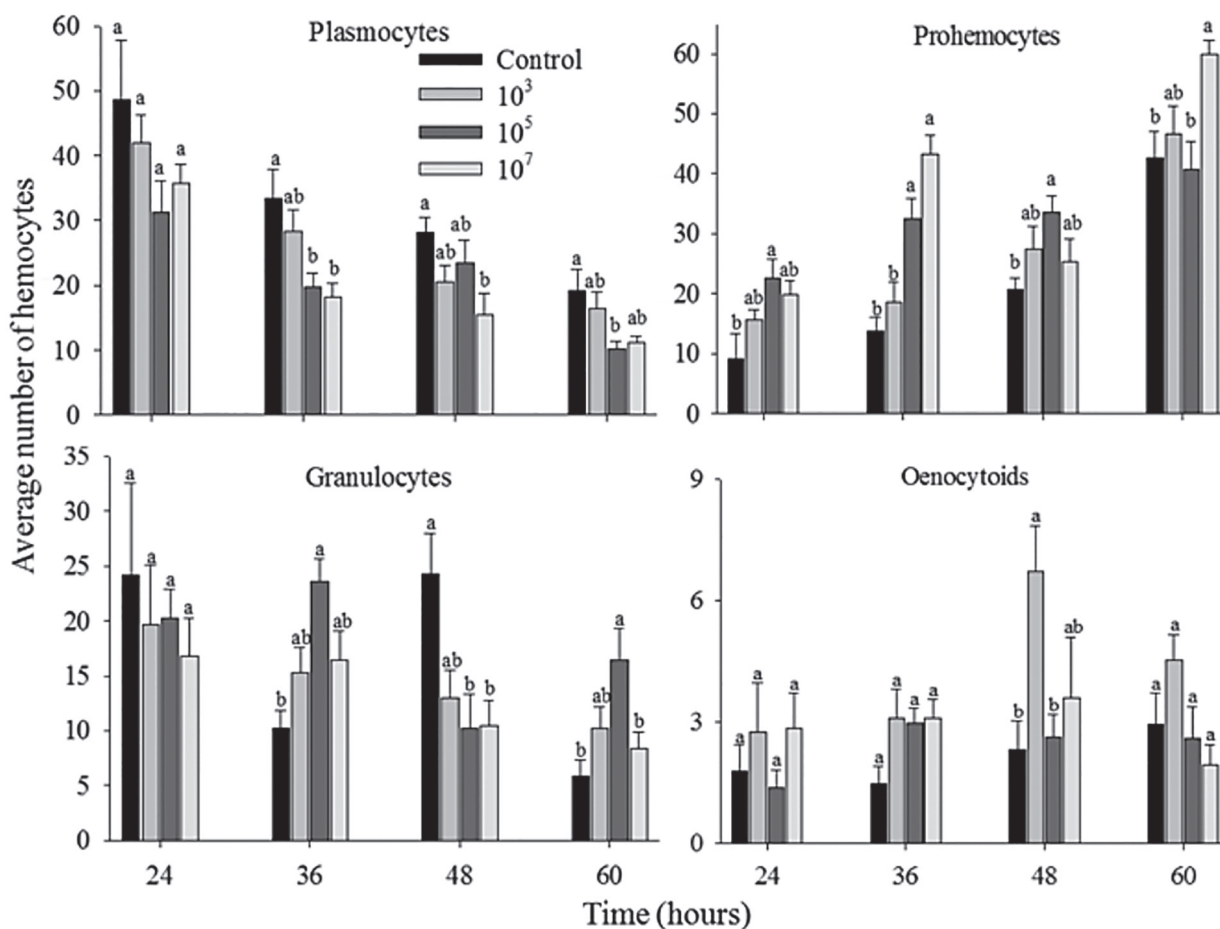 Average number of hemocytes
Plasmocytes
Control
10³
10⁵
10⁷
60
50
40
30
20
10
0
a
a
a
a
a
ab
b
b
a
ab
ab
b
a
ab
b
ab
Prohemocytes
60
50
40
30
20
10
0
b
ab
a
ab
b
b
a
a
b
ab
a
ab
b
ab
b
a
Granulocytes
35
30
25
20
15
10
5
0
a
a
a
a
b
ab
a
ab
a
ab
b
b
b
ab
a
b
24
36
48
60
Oenocytoids
9
6
3
0
a
a
a
a
a
a
a
a
b
a
b
ab
a
a
a
a
24
36
48
60
Time (hours)